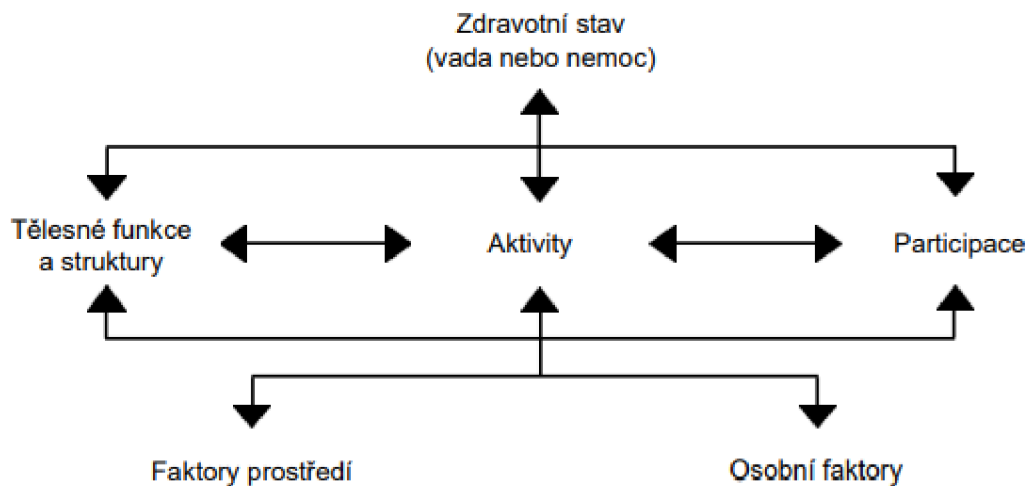 Zdravotní stav
(vada nebo nemoc)
Tělesné funkce
a struktury
Aktivity
Participace
Faktory prostředí
Osobní faktory